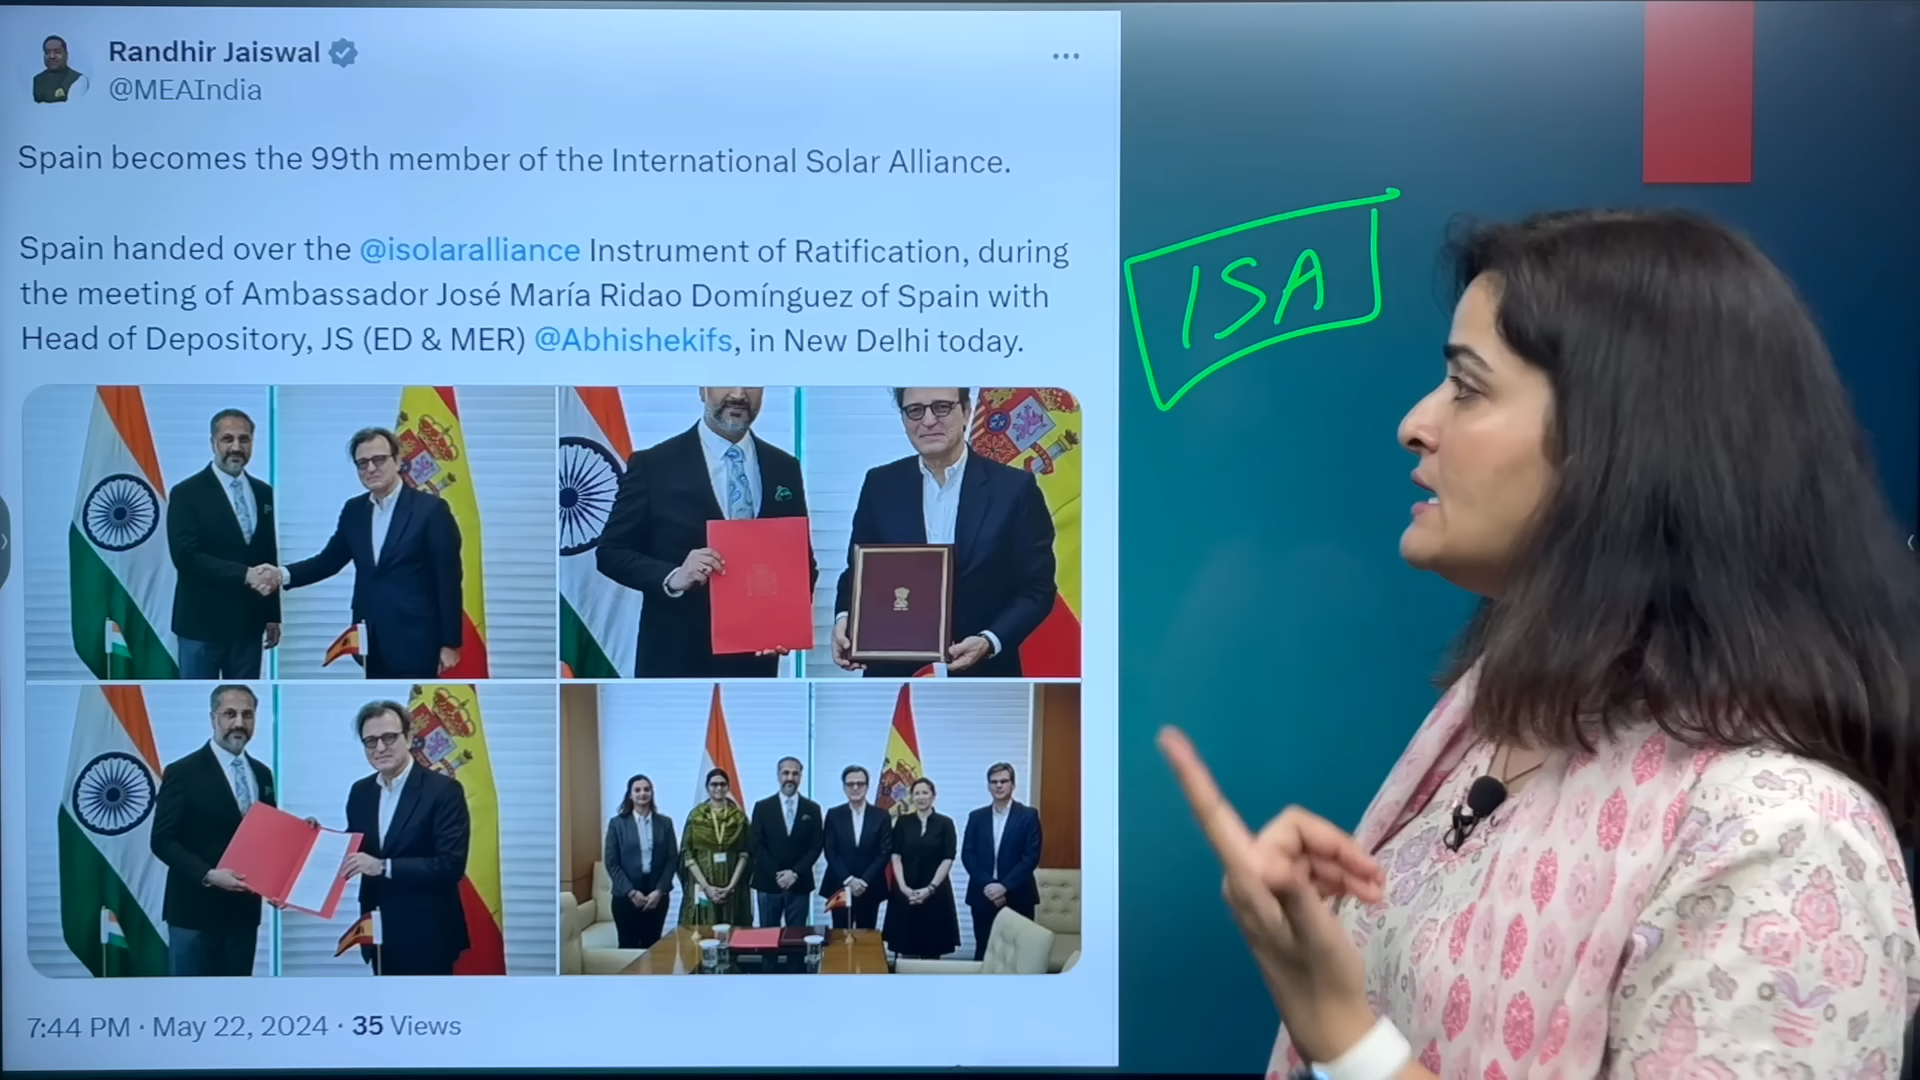 Randhir Jaiswal
@MEAIndia
Spain becomes the 99th member of the International Solar Alliance.
Spain handed over the @isolaralliance Instrument of Ratification, during
the meeting of Ambassador José María Ridao Domínguez of Spain with
Head of Depository, JS (ED & MER) @Abhishekifs, in New Delhi today.
7:44 PM · May 22, 2024 · 35 Views
ISA